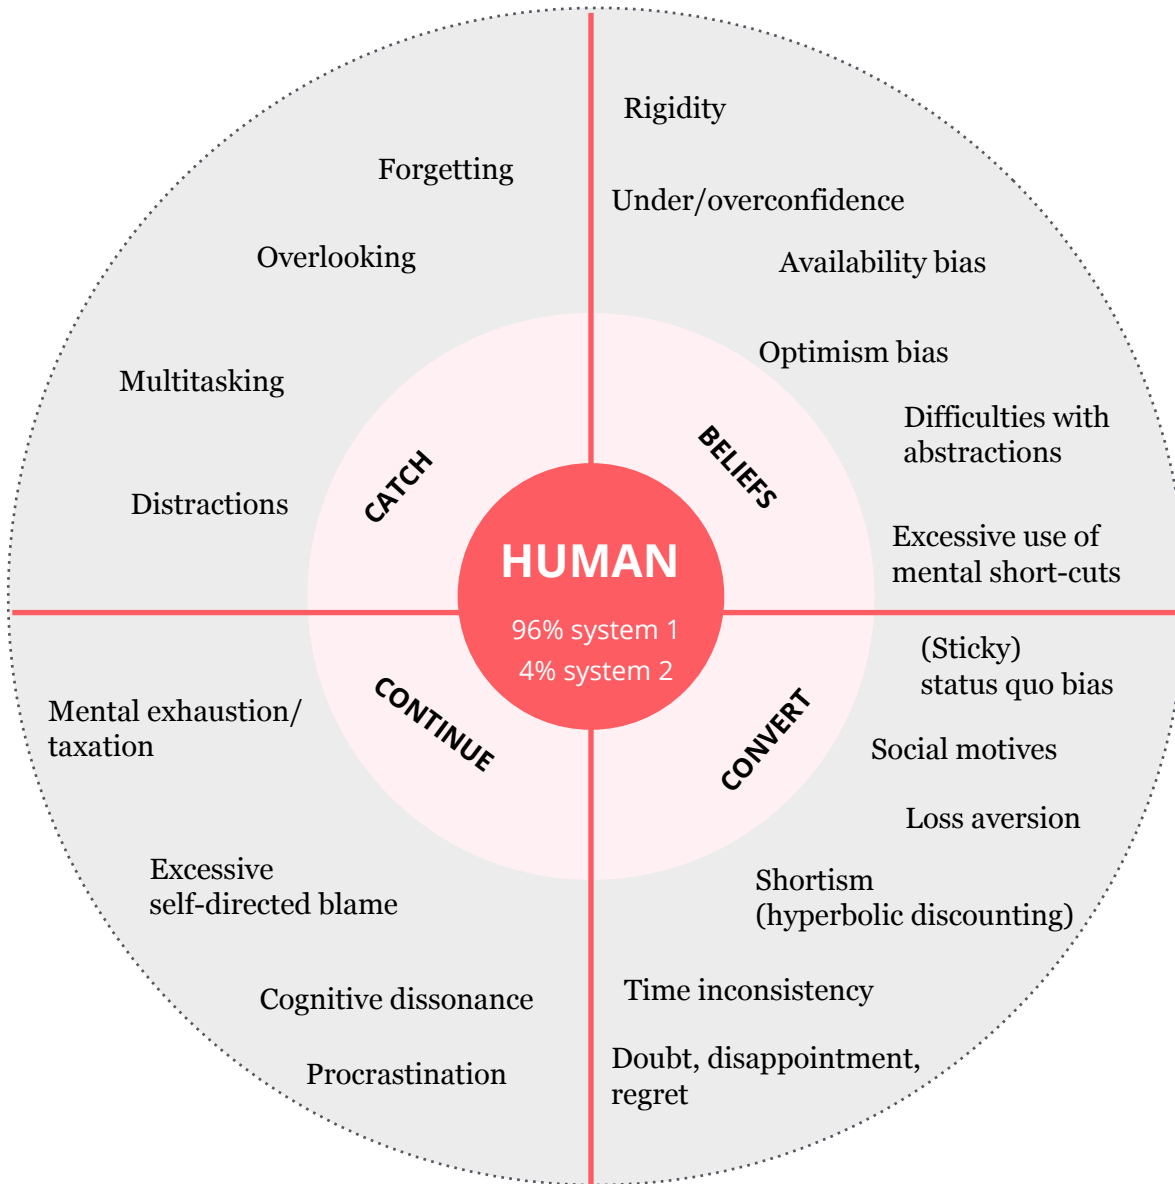 Rigidity
Forgetting
Under/overconfidence
Overlooking
Availability bias
Optimism bias
Multitasking
Difficulties with
abstractions
CATCH
BELIEFS
Distractions
Excessive use of
mental short-cuts
HUMAN
96% system 1
4% system 2
(Sticky)
status quo bias
Mental exhaustion/
taxation
CONTINUE
CONVERT
Social motives
Loss aversion
Excessive
self-directed blame
Shortism
(hyperbolic discounting)
Cognitive dissonance
Time inconsistency
Procrastination
Doubt, disappointment,
regret